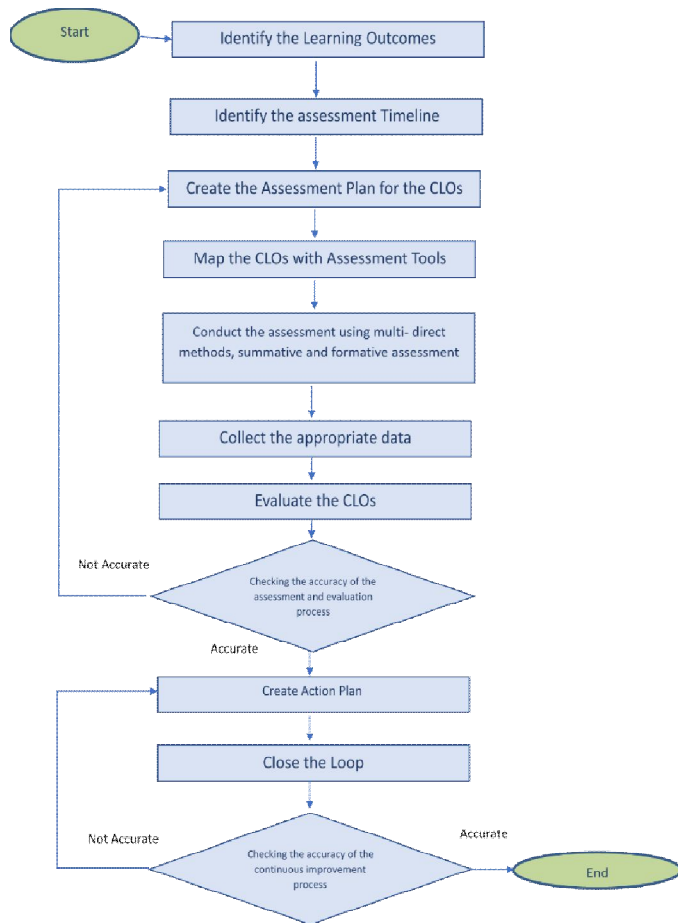 Start
Identify the Learning Outcomes
Identify the assessment Timeline
Create the Assessment Plan for the CLOs
Map the CLOs with Assessment Tools
Conduct the assessment using multi- direct
methods, summative and formative assessment
Collect the appropriate data
Evaluate the CLOs
Not Accurate
Checking the accuracy of the
assessment and evaluation
process
Accurate
Create Action Plan
Close the Loop
Not Accurate
Checking the accuracy of the
continuous improvement
process
Accurate
End